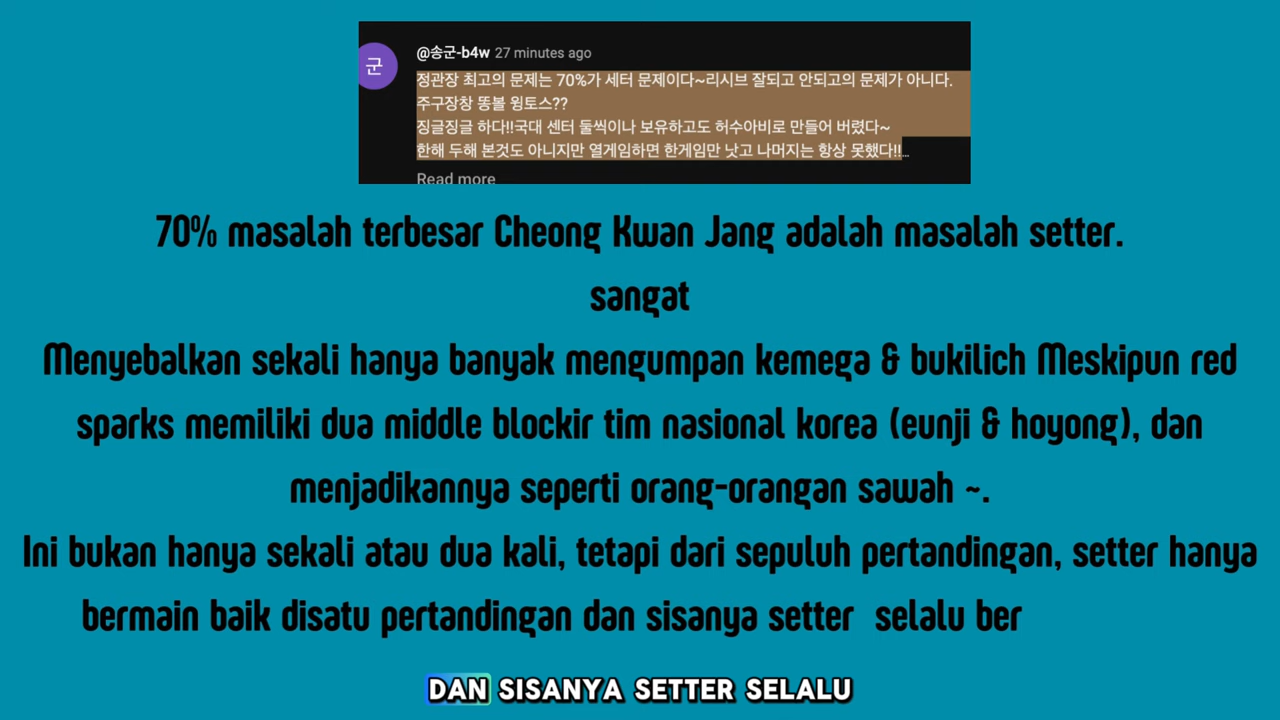 군
@송군-b4w 27 minutes ago
정관장 최고의 문제는 70%가 세터 문제이다~리시브 잘되고 안되고의 문제가 아니다.
주구장창 똥볼 윙토스??
징글징글 하다!!국대 센터 둘씩이나 보유하고도 허수아비로 만들어 버렸다~
한해 두해 본것도 아니지만 열게임하면 한게임만 낫고 나머지는 항상 못했다!!...
Read more
70% masalah terbesar Cheong Kwan Jang adalah masalah setter.
sangat
Menyebalkan sekali hanya banyak mengumpan kemega & bukilich Meskipun red
sparks memiliki dua middle blockir tim nasional korea (eunji & hoyong), dan
menjadikannya seperti orang-orangan sawah ~.
Ini bukan hanya sekali atau dua kali, tetapi dari sepuluh pertandingan, setter hanya
bermain baik disatu pertandingan dan sisanya setter selalu ber
DAN SISANYA SETTER SELALU